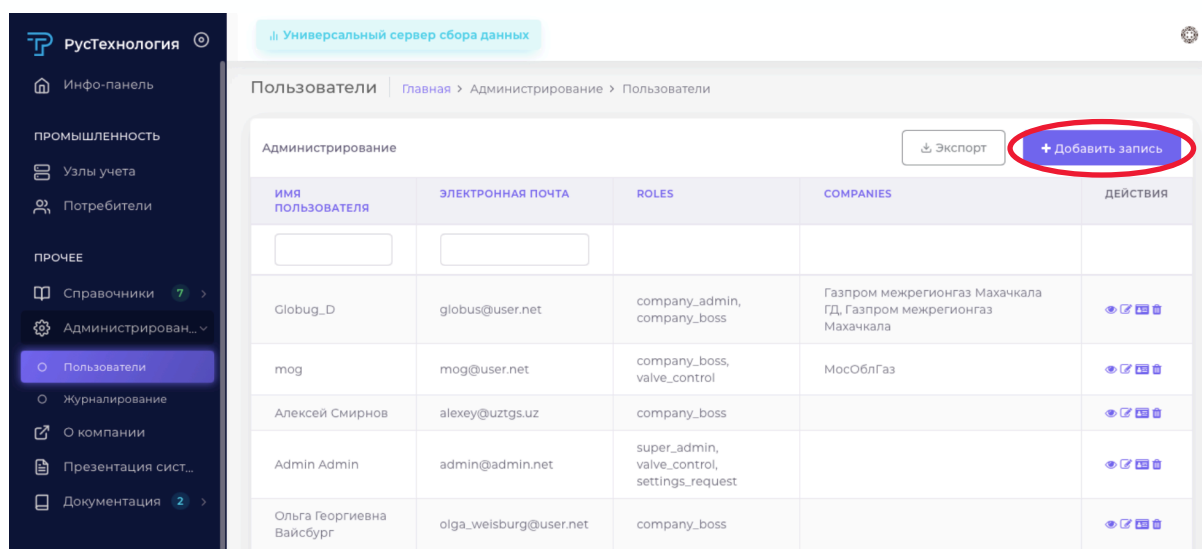 РусТехнология
Универсальный сервер сбора данных
Инфо-панель
ПРОМЫШЛЕННОСТЬ
Узлы учета
Потребители
ПРОЧЕЕ
Справочники 7
Администрирован...
Пользователи
Журналирование
О компании
Презентация сист...
Документация 2
Пользователи Главная > Администрирование > Пользователи
Администрирование Экспорт + Добавить запись
ИМЯ
ПОЛЬЗОВАТЕЛЯ
ЭЛЕКТРОННАЯ ПОЧТА
ROLES
COMPANIES
ДЕЙСТВИЯ
Globug_D
globus@user.net
company_admin,
company_boss
Газпром межрегионгаз Махачкала
ГД, Газпром межрегионгаз
Махачкала
mog
mog@user.net
company_boss,
valve_control
МосОблГаз
Алексей Смирнов
alexey@uztgs.uz
company_boss
Admin Admin
admin@admin.net
super_admin,
valve_control,
settings_request
Ольга Георгиевна
Вайсбург
olga_weisburg@user.net
company_boss